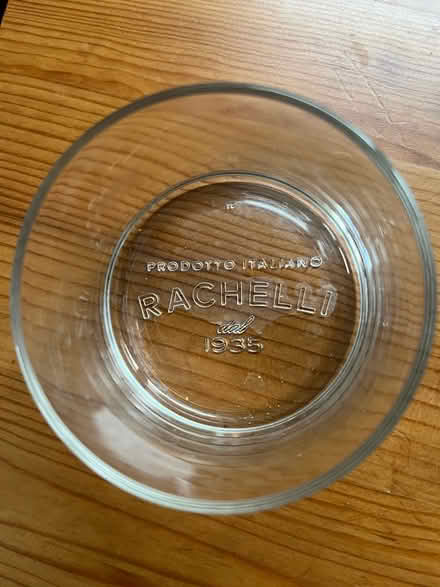 PRODOTTO ITALIANO
RACHELLI
dal
1935